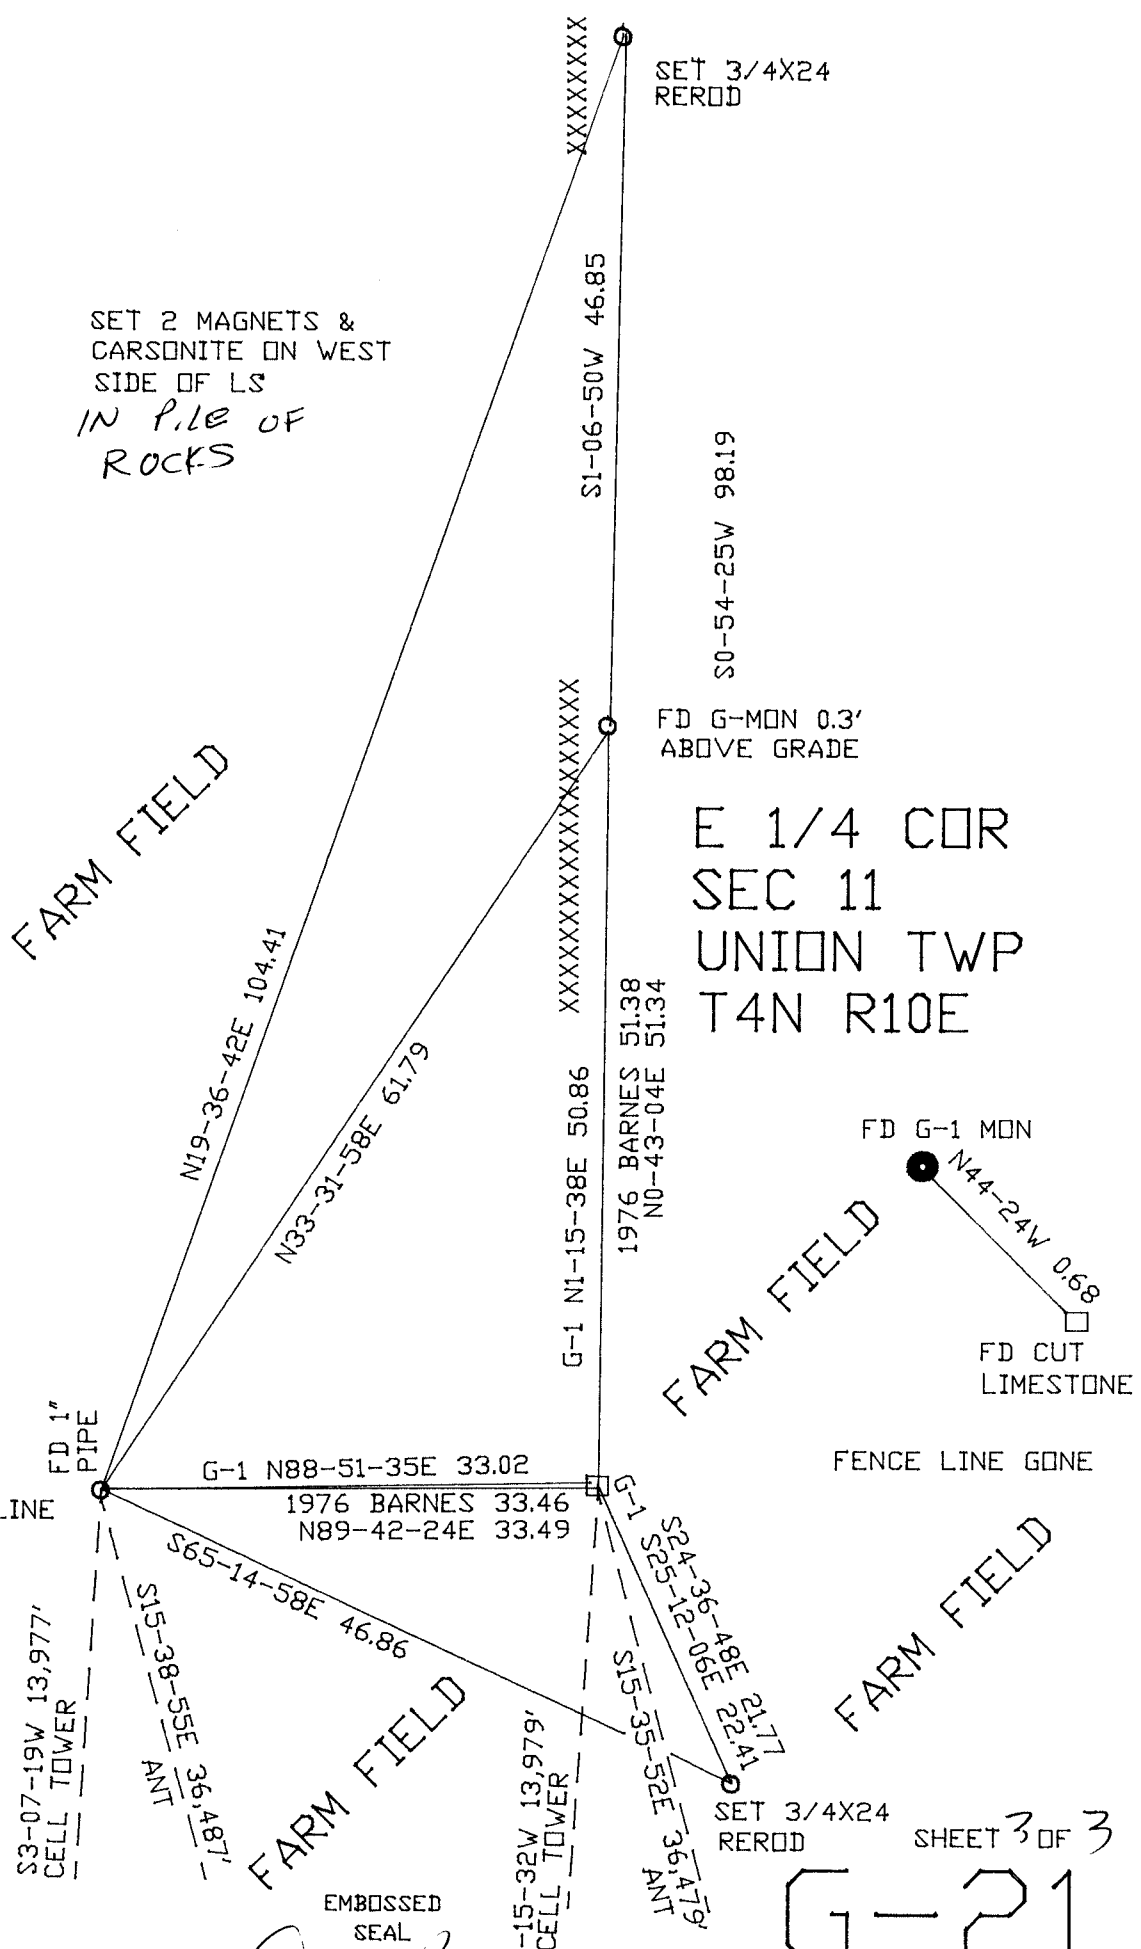 XXXXXXXX
SET 3/4X24
REROD
S1-06-50W 46.85
SET 2 MAGNETS &
CARSONITE ON WEST
SIDE OF LS
IN PILE OF
ROCKS
S0-54-25W 98.19
FD G-MON 0.3'
ABOVE GRADE
FARM FIELD
E 1/4 COR
SEC 11
UNION TWP
T4N R10E
N19-36-42E 104.41
N33-31-58E 61.79
G-1 N1-15-38E 50.86
1976 BARNES 51.38
N0-43-04E 51.34
FD G-1 MON
N44-24W 0.68
FD CUT
LIMESTONE
FARM FIELD
FD 1"
PIPE
G-1 N88-51-35E 33.02
1976 BARNES 33.46
N89-42-24E 33.49
LINE
FENCE LINE GONE
S65-14-58E 46.86
S24-36-48E 21.77
G-1 S25-12-06E 22.41
FARM FIELD
S3-07-19W 13,977'
CELL TOWER
S15-38-55E 36,487'
ANT
FARM FIELD
-15-32W 13,979'
CELL TOWER
S15-35-52E 36,479'
ANT
SET 3/4X24
REROD
SHEET 3 OF 3
G-21
EMBOSSED
SEAL